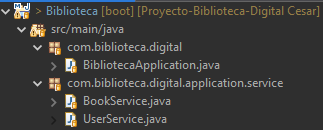 Biblioteca [boot] [Proyecto-Biblioteca-Digital Cesar]
src/main/java
com.biblioteca.digital
BibliotecaApplication.java
com.biblioteca.digital.application.service
BookService.java
UserService.java